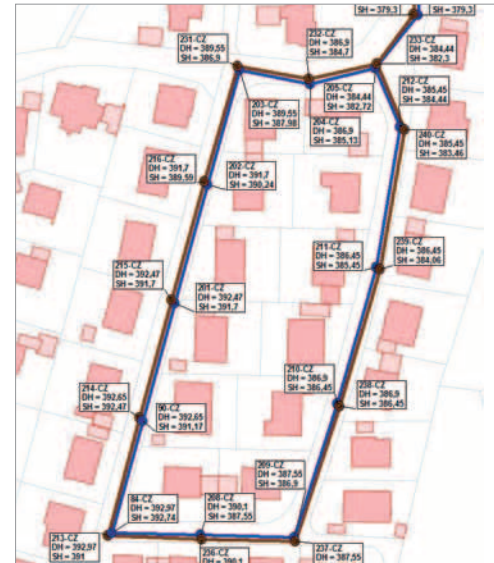 SH = 379,3
SH = 379,3
231-CZ
DH = 389,55
SH = 386,9
232-CZ
DH = 386,9
SH = 384,7
233-CZ
DH = 384,44
SH = 382,3
203-CZ
DH = 389,55
SH = 387,98
205-CZ
DH = 384,44
SH = 382,72
212-CZ
DH = 385,45
SH = 384,44
204-CZ
DH = 386,9
SH = 385,13
240-CZ
DH = 385,45
SH = 383,46
216-CZ
DH = 391,7
SH = 389,59
202-CZ
DH = 391,7
SH = 390,24
211-CZ
DH = 386,45
SH = 385,45
239-CZ
DH = 386,45
SH = 384,06
215-CZ
DH = 392,47
SH = 391,7
201-CZ
DH = 392,47
SH = 391,7
210-CZ
DH = 386,9
SH = 386,45
238-CZ
DH = 386,9
SH = 386,45
214-CZ
DH = 392,65
SH = 392,47
90-CZ
DH = 392,65
SH = 391,17
209-CZ
DH = 387,55
SH = 386,9
84-CZ
DH = 392,97
SH = 392,74
208-CZ
DH = 390,1
SH = 387,55
213-CZ
DH = 392,97
SH = 391
236-CZ
DH = 390,1
237-CZ
DH = 387,55